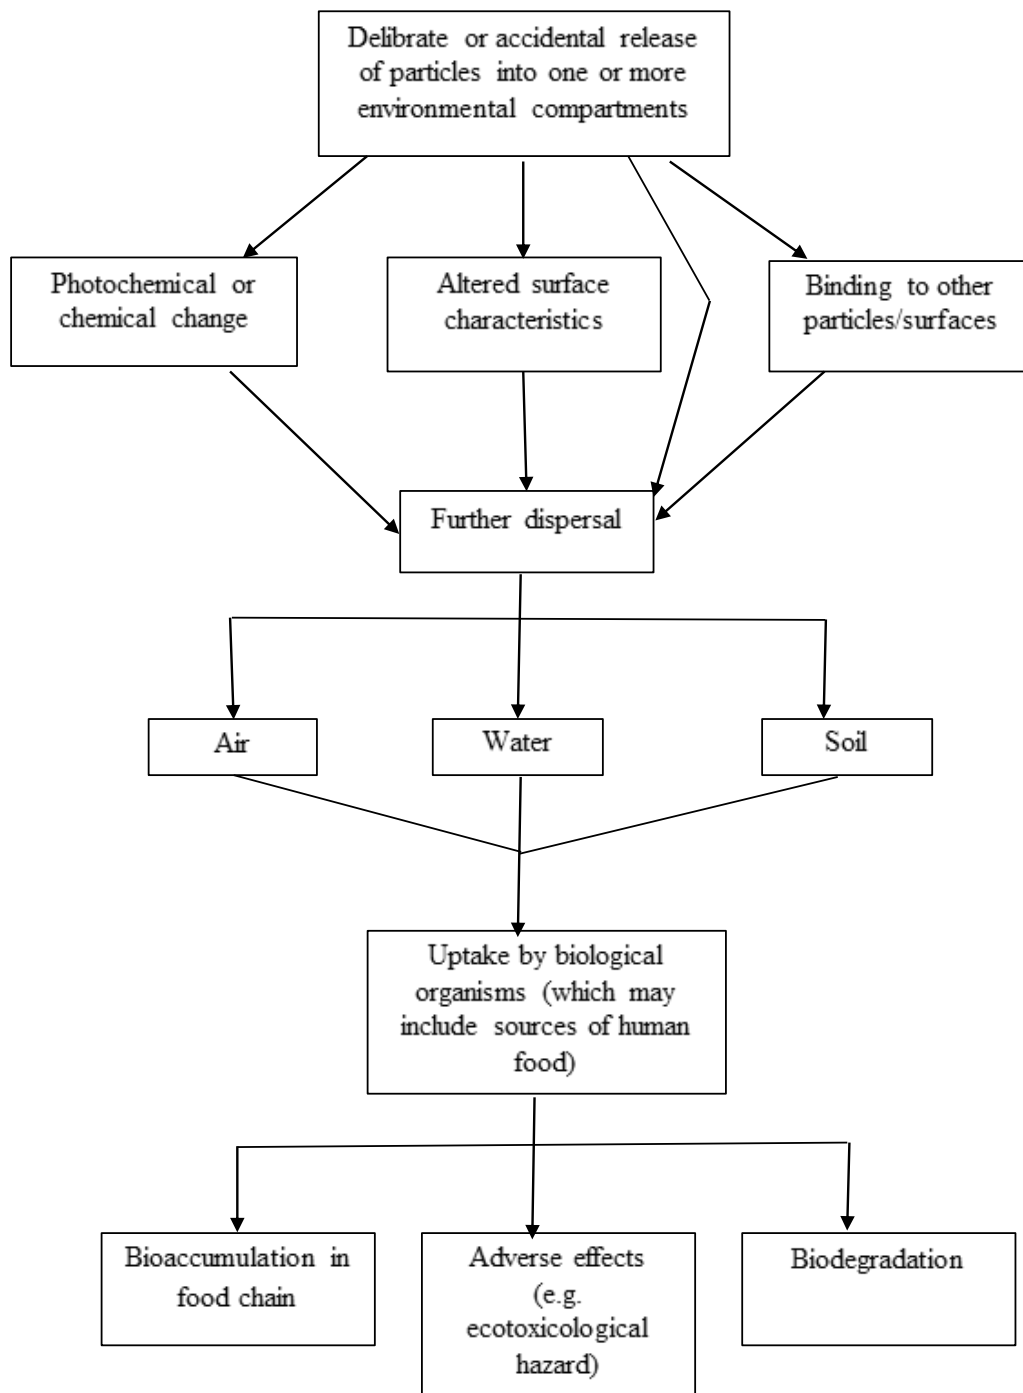 Delibrate or accidental release
of particles into one or more
environmental compartments
Photochemical or
chemical change
Altered surface
characteristics
Binding to other
particles/surfaces
Further dispersal
Air
Water
Soil
Uptake by biological
organisms (which may
include sources of human
food)
Bioaccumulation in
food chain
Adverse effects
(e.g.
ecotoxicological
hazard)
Biodegradation